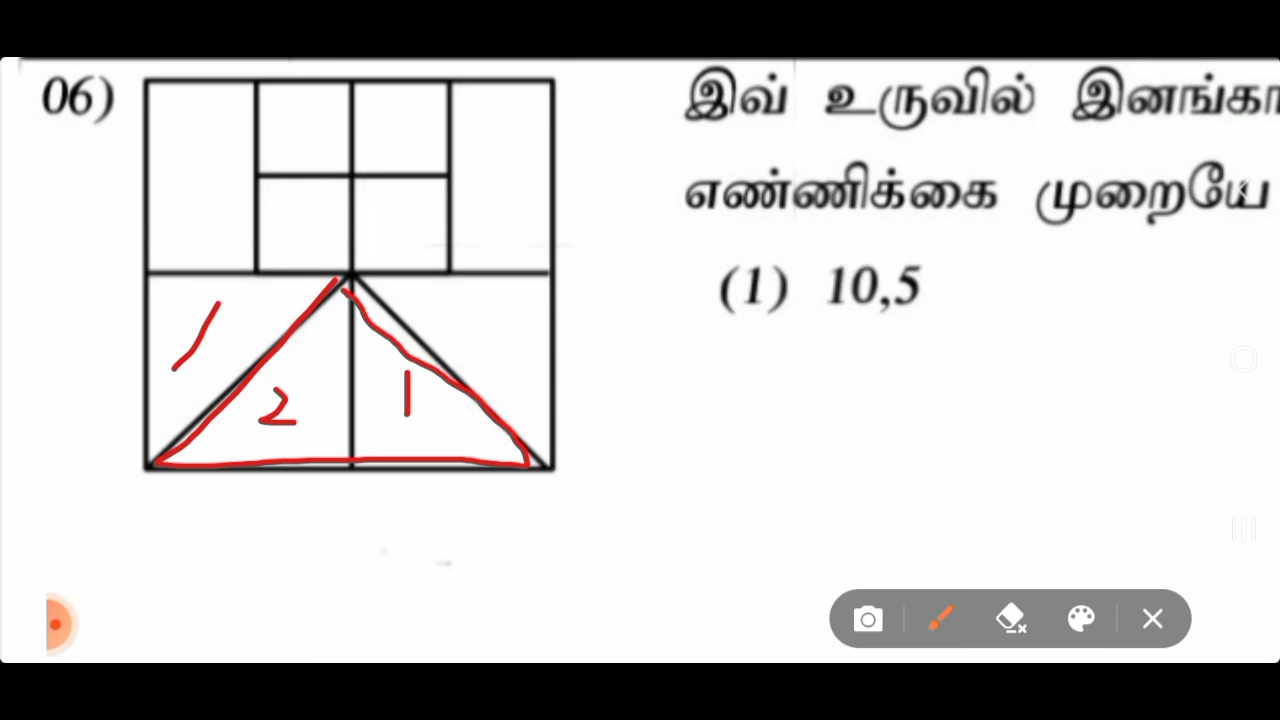 06)
இவ் உருவில் இனங்கா
எண்ணிக்கை முறையே
(1) 10,5
1
2 1